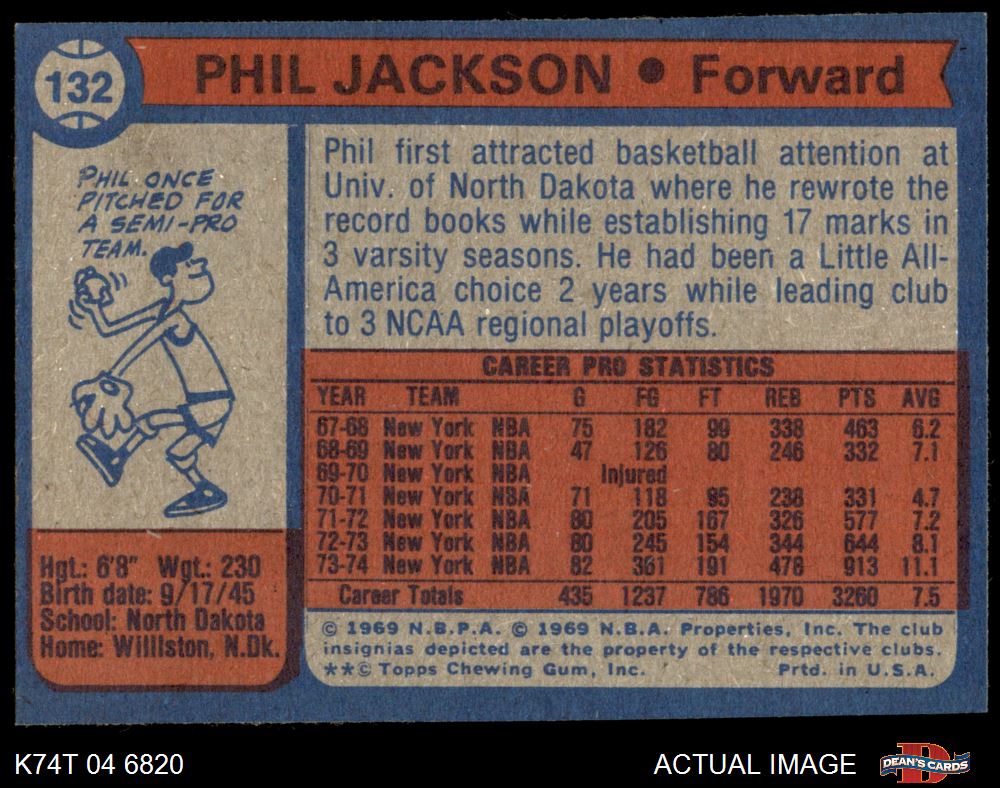 132
PHIL JACKSON • Forward
PHIL ONCE
PITCHED FOR
A SEMI-PRO
TEAM.
Phil first attracted basketball attention at
Univ. of North Dakota where he rewrote the
record books while establishing 17 marks in
3 varsity seasons. He had been a Little All-
America choice 2 years while leading club
to 3 NCAA regional playoffs.
CAREER PRO STATISTICS
YEAR TEAM G FG FT REB PTS AVG
67-68 New York NBA 75 182 99 338 463 6.2
68-69 New York NBA 47 126 80 246 332 7.1
69-70 New York NBA Injured
70-71 New York NBA 71 118 95 238 331 4.7
71-72 New York NBA 80 205 167 326 577 7.2
72-73 New York NBA 80 245 154 344 644 8.1
73-74 New York NBA 82 361 191 478 913 11.1
Career Totals 435 1237 786 1970 3260 7.5
Hgt.: 6'8" Wgt.: 230
Birth date: 9/17/45
School: North Dakota
Home: Williston, N.Dk.
© 1969 N.B.P.A. © 1969 N.B.A. Properties, Inc. The club
insignias depicted are the property of the respective clubs.
**© Topps Chewing Gum, Inc. Prtd. in U.S.A.
K74T 04 6820
ACTUAL IMAGE
DEAN'S CARDS